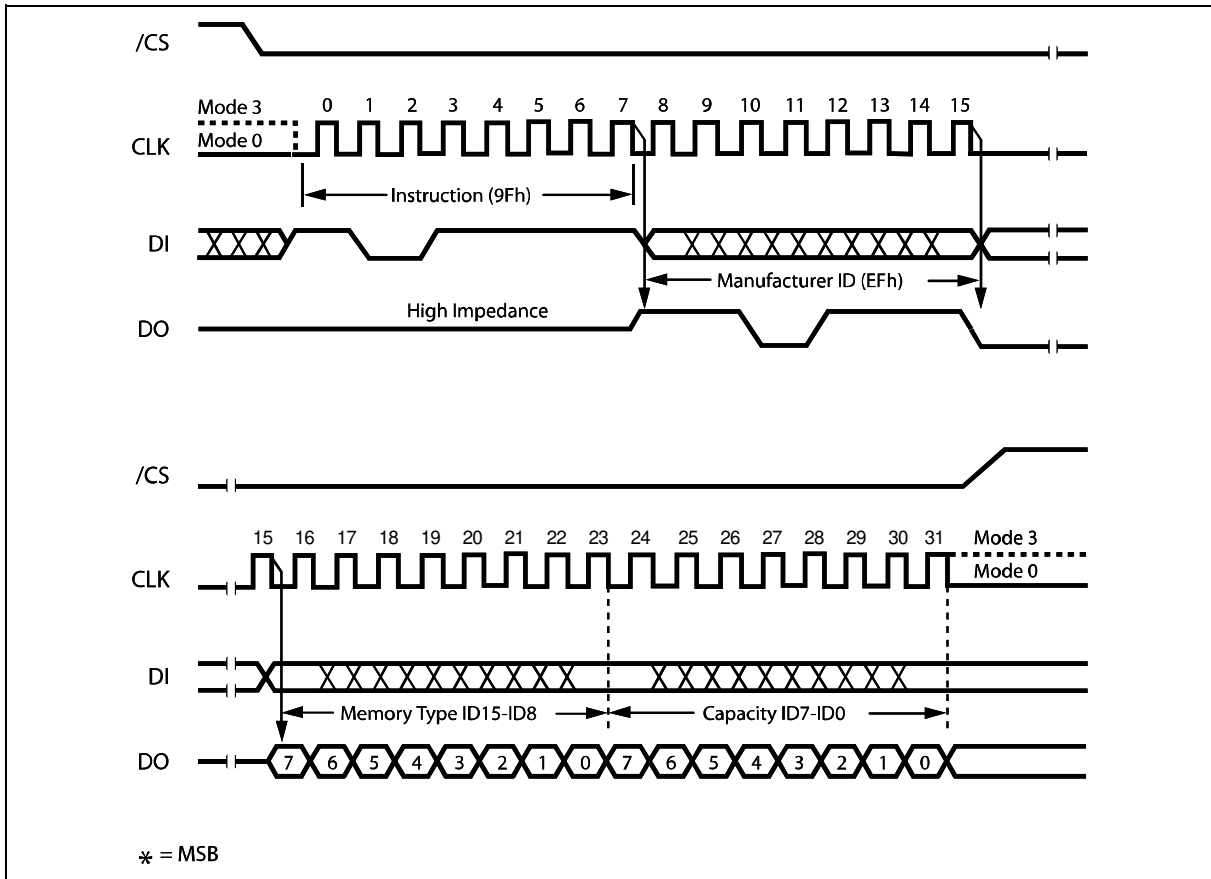 /CS
Mode 3
0 1 2 3 4 5 6 7 8 9 10 11 12 13 14 15
Mode 0
CLK
Instruction (9Fh)
DI
Manufacturer ID (EFh)
High Impedance
DO
/CS
15 16 17 18 19 20 21 22 23 24 25 26 27 28 29 30 31
Mode 3
CLK
Mode 0
DI
Memory Type ID15-ID8
Capacity ID7-ID0
DO
7 6 5 4 3 2 1 0 7 6 5 4 3 2 1 0
* = MSB